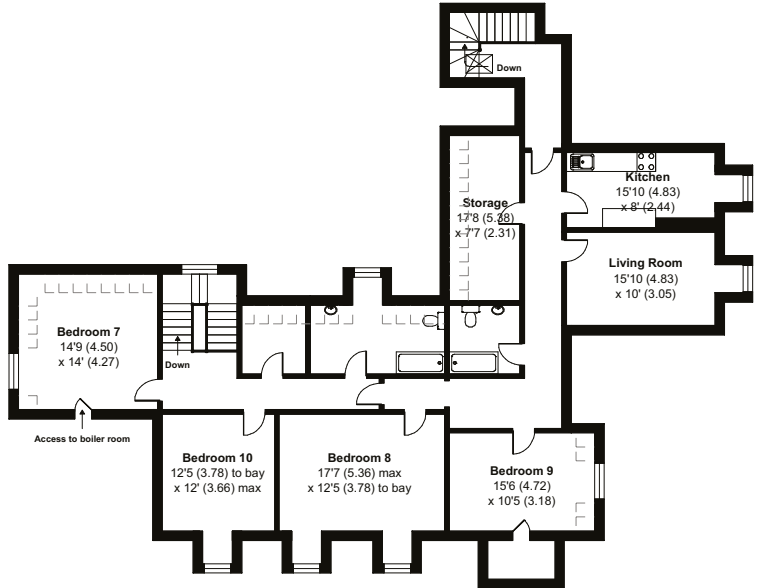 Down
Kitchen
15'10 (4.83)
x 8' (2.44)
Storage
17'8 (5.38)
x 7'7 (2.31)
Living Room
15'10 (4.83)
x 10' (3.05)
Bedroom 7
14'9 (4.50)
x 14' (4.27)
Down
Access to boiler room
Bedroom 10
12'5 (3.78) to bay
x 12' (3.66) max
Bedroom 8
17'7 (5.36) max
x 12'5 (3.78) to bay
Bedroom 9
15'6 (4.72)
x 10'5 (3.18)